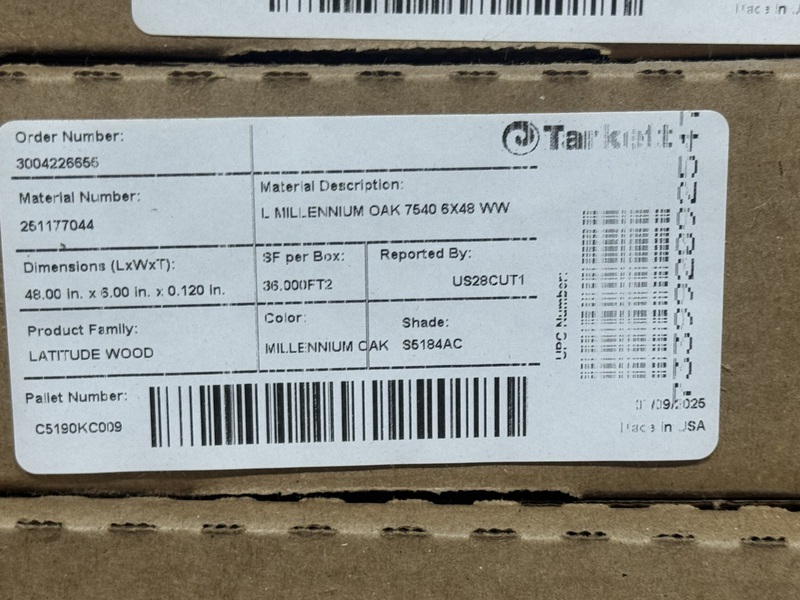 Order Number:
3004226656
Tarkett
Material Number:
251177044
Material Description:
L MILLENNIUM OAK 7540 6X48 WW
Dimensions (LxWxT):
48.00 in. x 6.00 in. x 0.120 in.
SF per Box:
36.000FT2
Reported By:
US28CUT1
Product Family:
LATITUDE WOOD
Color:
MILLENNIUM OAK
Shade:
S5184AC
Pallet Number:
C5190KC009
UPC Number:
Made in USA